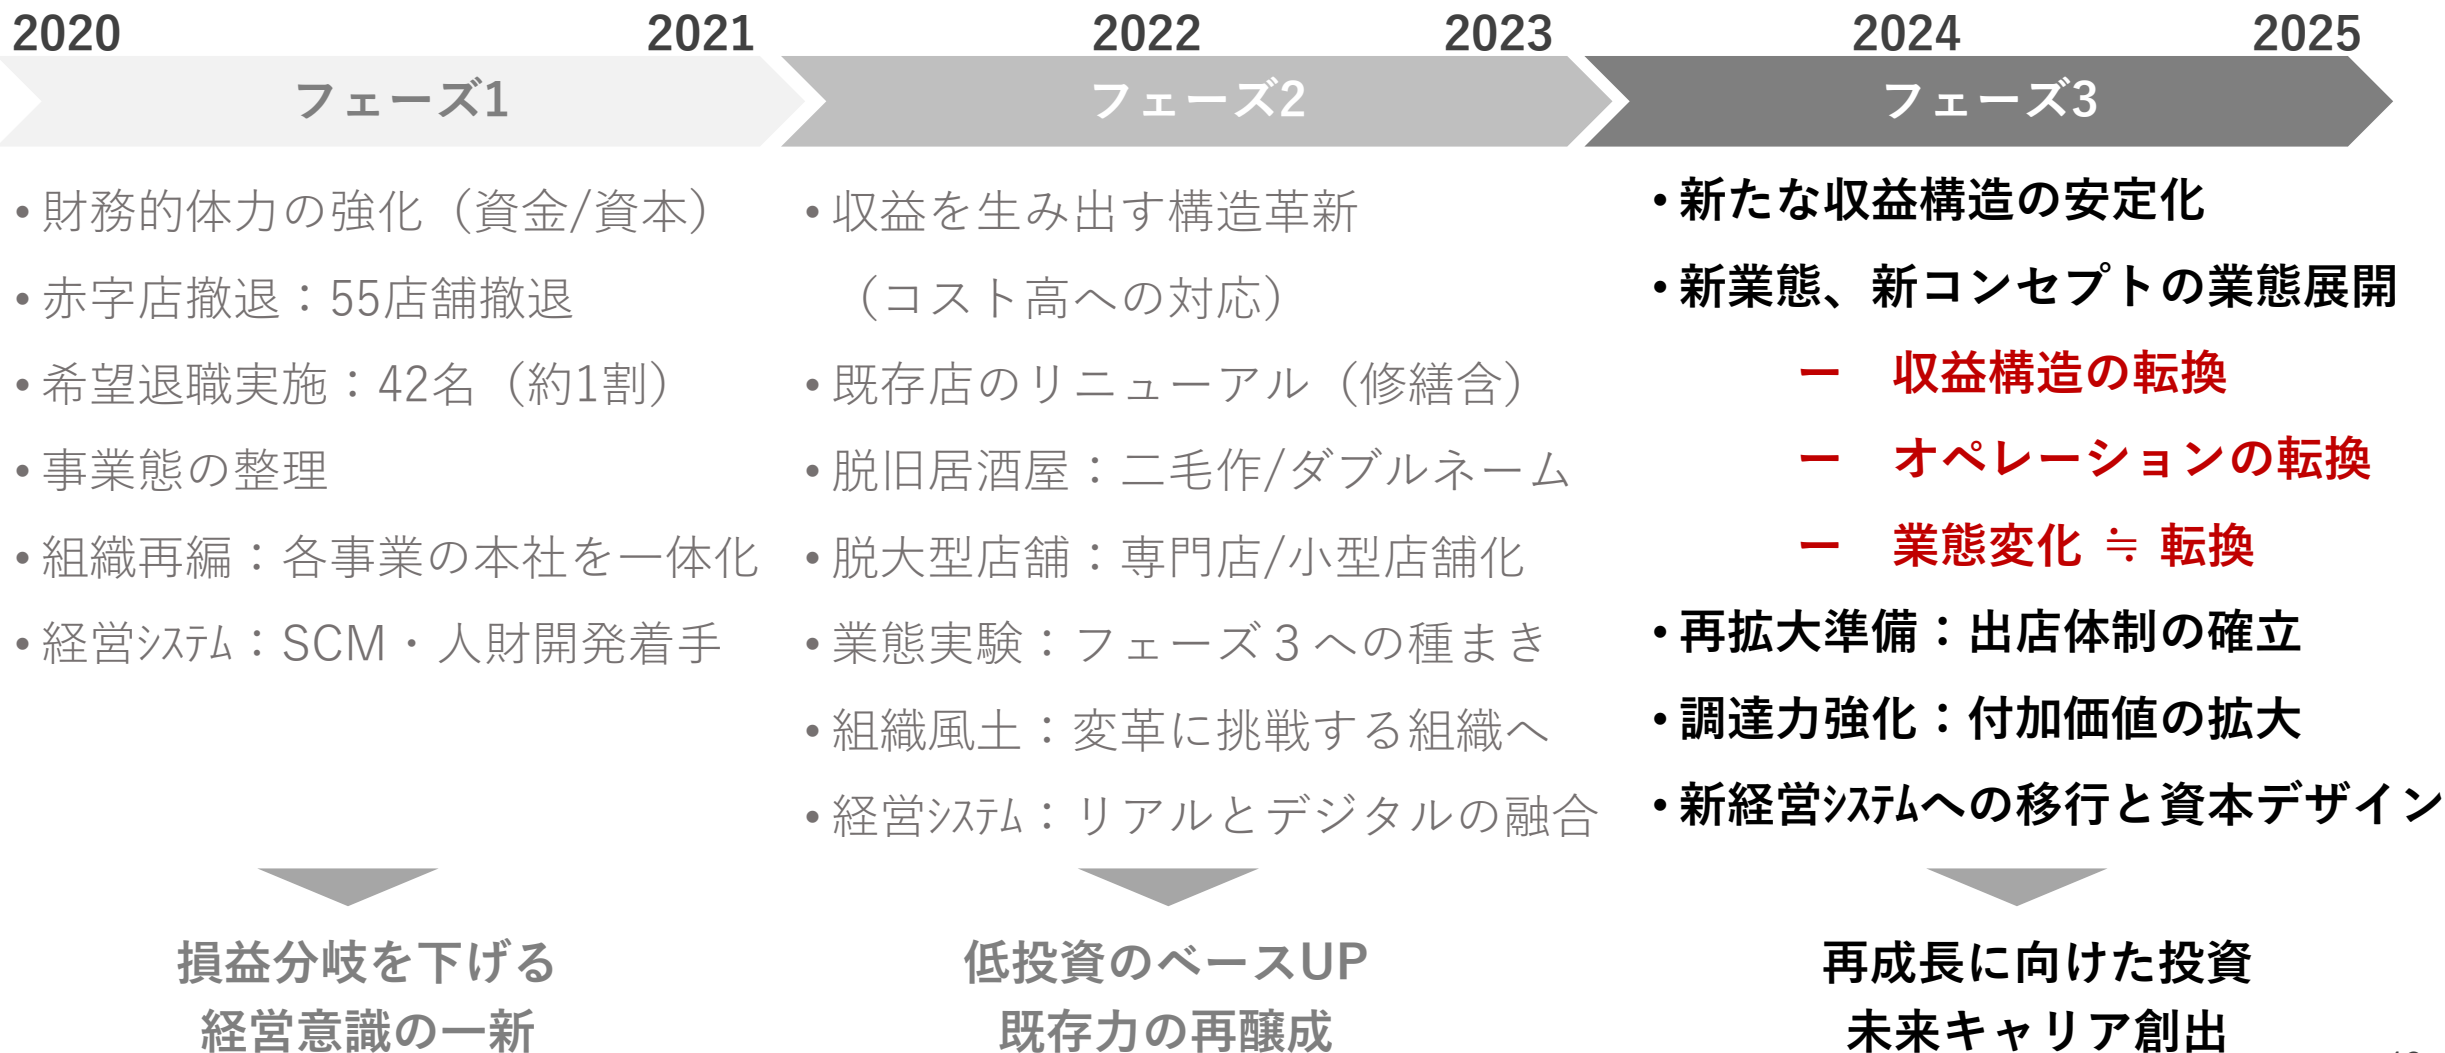 2020 2021 2022 2023 2024 2025
フェーズ1
フェーズ2
フェーズ3
• 財務的体力の強化（資金/資本）
• 赤字店撤退：55店舗撤退
• 希望退職実施：42名（約1割）
• 事業態の整理
• 組織再編：各事業の本社を一体化
• 経営ｼｽﾃﾑ：SCM・人財開発着手
損益分岐を下げる
経営意識の一新
• 収益を生み出す構造革新
（コスト高への対応）
• 既存店のリニューアル（修繕含）
• 脱旧居酒屋：二毛作/ダブルネーム
• 脱大型店舗：専門店/小型店舗化
• 業態実験：フェーズ３への種まき
• 組織風土：変革に挑戦する組織へ
• 経営ｼｽﾃﾑ：リアルとデジタルの融合
低投資のベースUP
既存力の再醸成
• 新たな収益構造の安定化
• 新業態、新コンセプトの業態展開
ー　収益構造の転換
ー　オペレーションの転換
ー　業態変化 ≒ 転換
• 再拡大準備：出店体制の確立
• 調達力強化：付加価値の拡大
• 新経営ｼｽﾃﾑへの移行と資本デザイン
再成長に向けた投資
未来キャリア創出